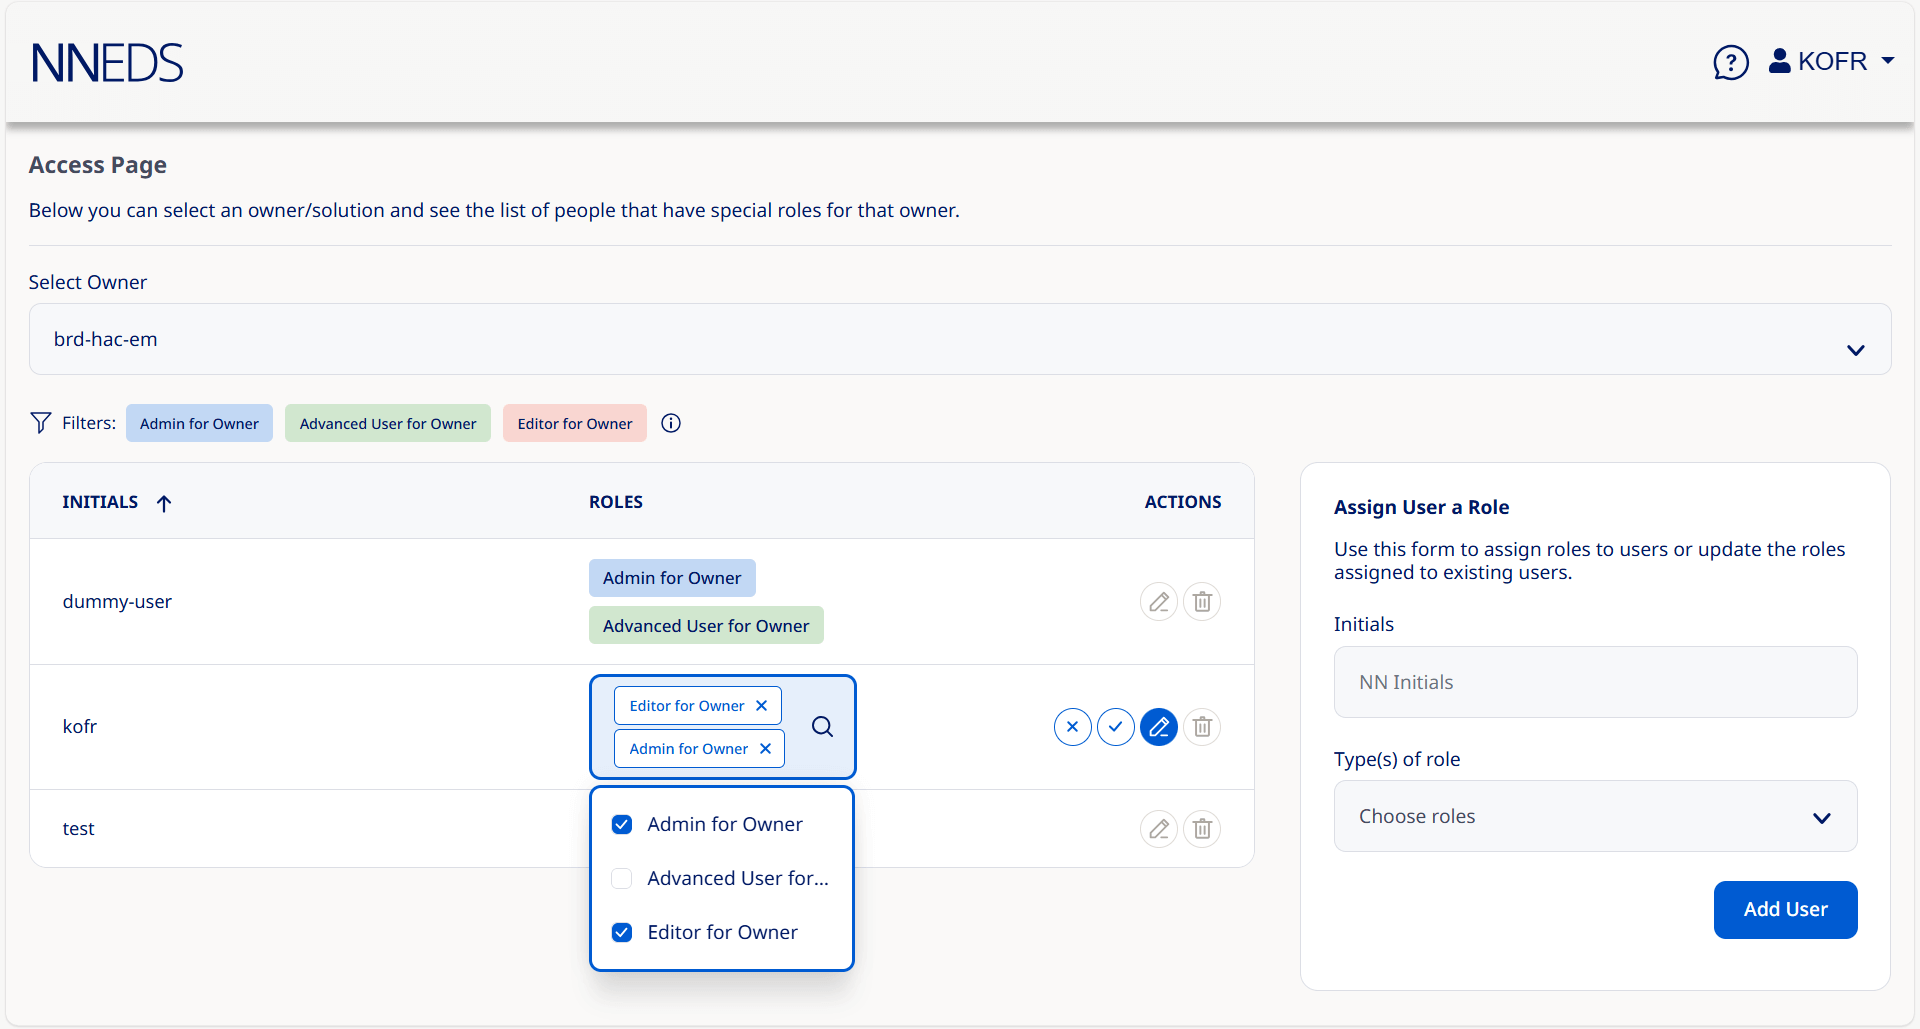 NNEDS
KOFR
Access Page
Below you can select an owner/solution and see the list of people that have special roles for that owner.
Select Owner
brd-hac-em
Filters: Admin for Owner Advanced User for Owner Editor for Owner
INITIALS ROLES ACTIONS
dummy-user
Admin for Owner
Advanced User for Owner
kofr
Editor for Owner
Admin for Owner
test
Admin for Owner
Advanced User for...
Editor for Owner
Assign User a Role
Use this form to assign roles to users or update the roles
assigned to existing users.
Initials
NN Initials
Type(s) of role
Choose roles
Add User